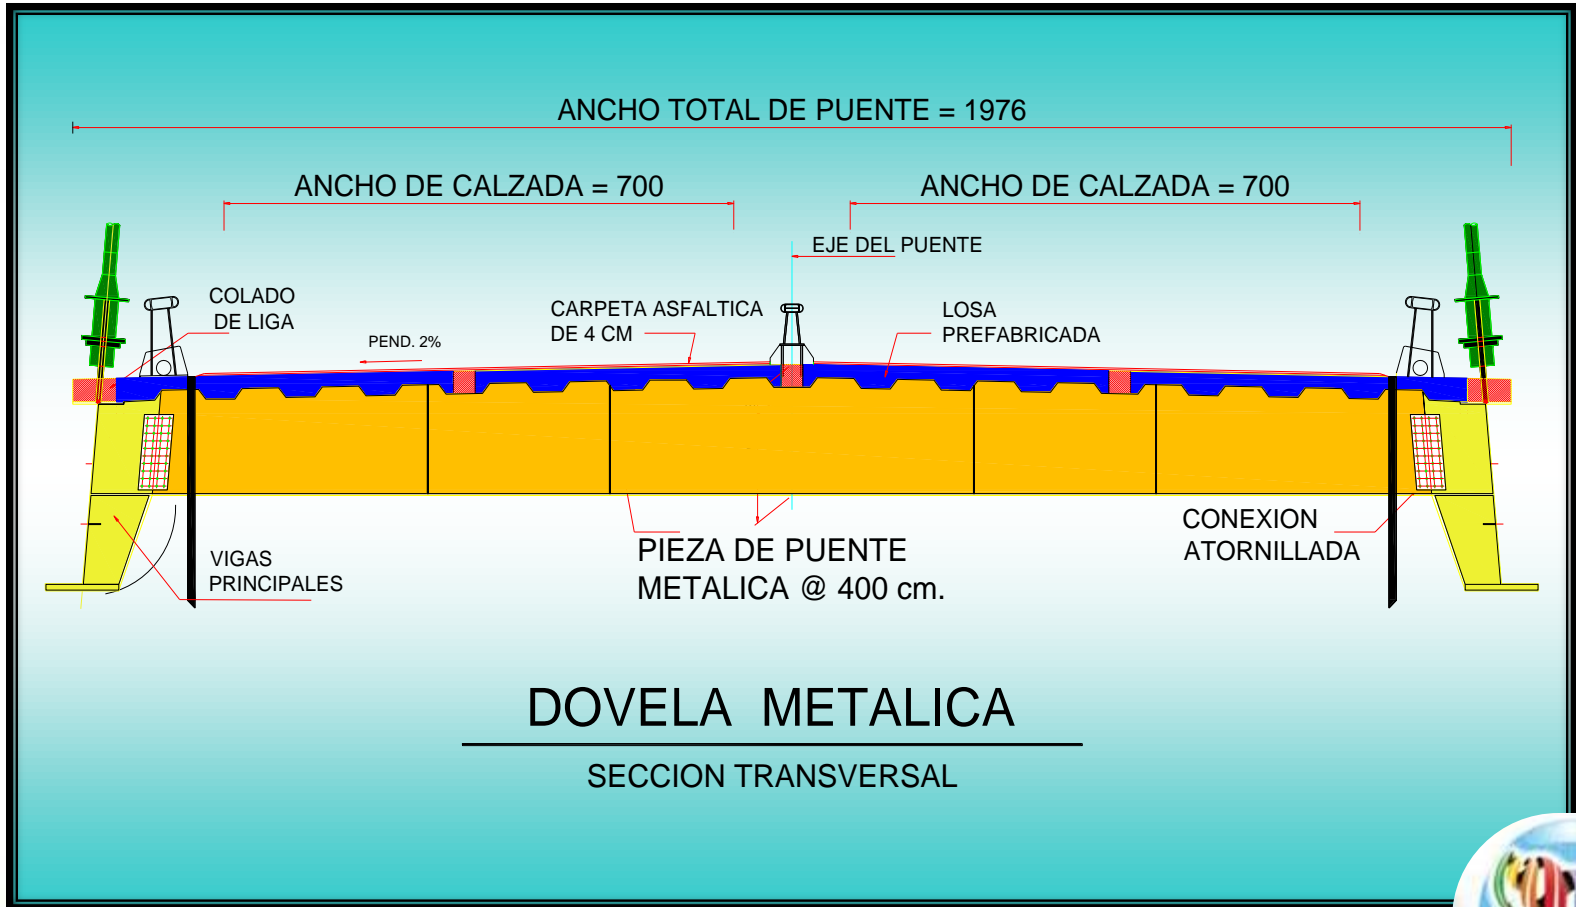 ANCHO TOTAL DE PUENTE = 1976
ANCHO DE CALZADA = 700
ANCHO DE CALZADA = 700
EJE DEL PUENTE
COLADO
DE LIGA
CARPETA ASFALTICA
DE 4 CM
LOSA
PREFABRICADA
PEND. 2%
VIGAS
PRINCIPALES
PIEZA DE PUENTE
METALICA @ 400 cm.
CONEXION
ATORNILLADA
DOVELA METALICA
SECCION TRANSVERSAL